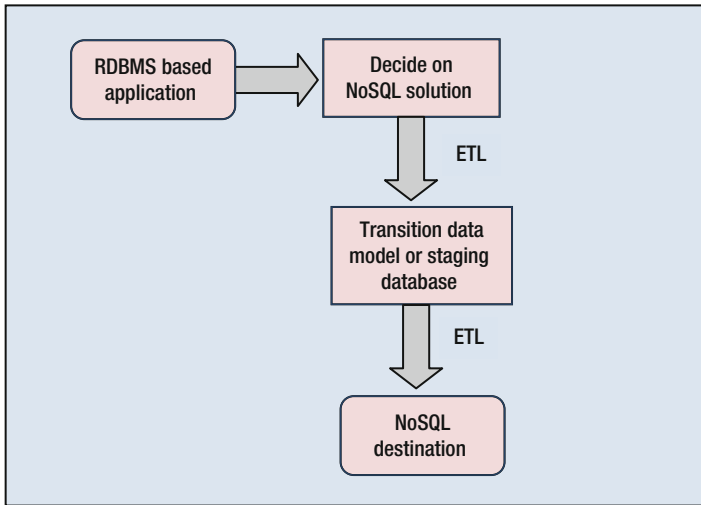 RDBMS based
application
Decide on
NoSQL solution
ETL
Transition data
model or staging
database
ETL
NoSQL
destination